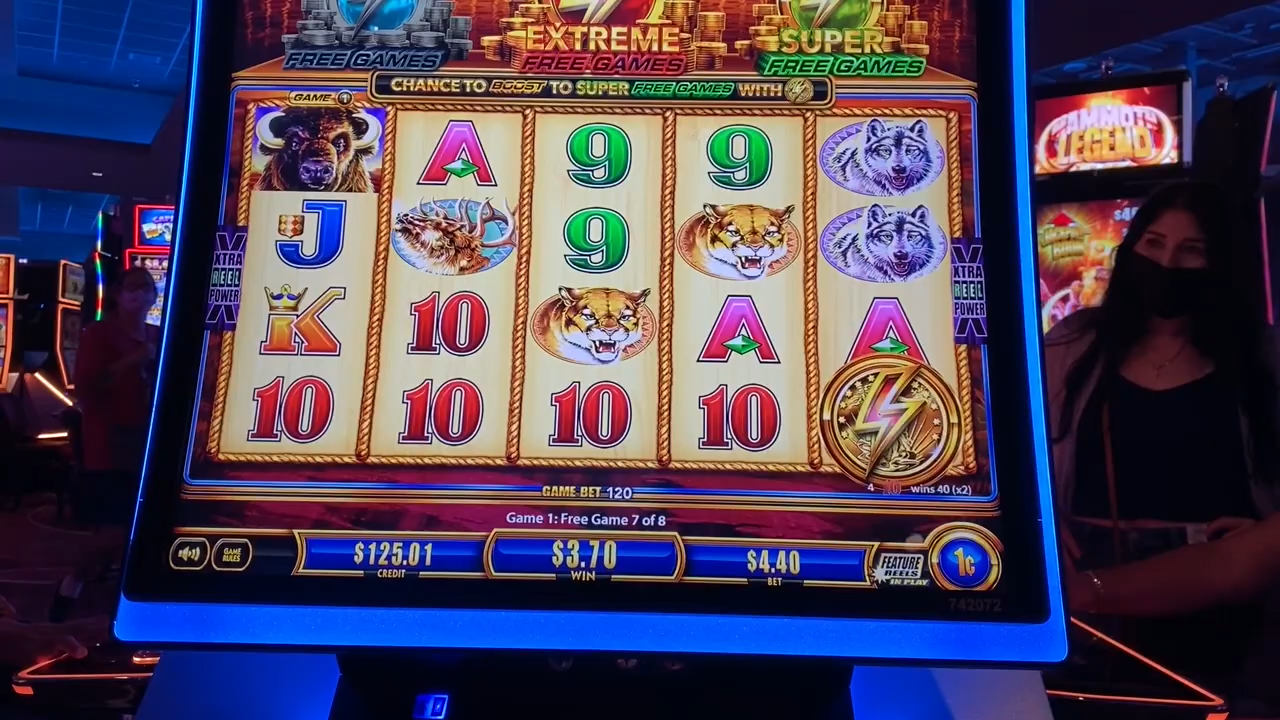 EXTREME
SUPER
FREE GAMES
FREE GAMES
FREE GAMES
CHANCE TO BOOST TO SUPER FREE GAMES WITH
GAME 1
A
9
9
J
9
XTRA
REEL
POWER
XTRA
REEL
POWER
K
10
A
A
10
10
10
10
GAME BET 120
4 10 wins 40 (x2)
Game 1: Free Game 7 of 8
GAME
RULES
$125.01
CREDIT
$3.70
WIN
$4.40
BET
FEATURE
REELS
IN PLAY
1¢
742072
MAMMOTH
LEGEND